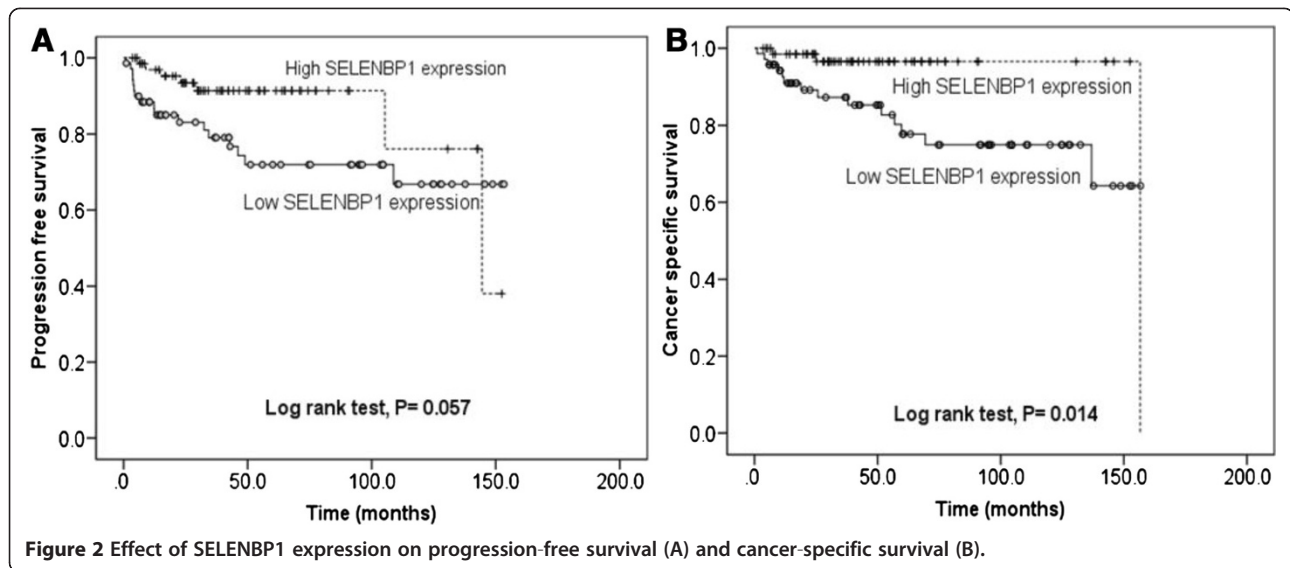 A
Progression free survival
1.0
0.8
0.6
0.4
0.2
0.0
High SELENBP1 expression
Low SELENBP1 expression
Log rank test, P= 0.057
.0
50.0
100.0
150.0
200.0
Time (months)
B
Cancer specific survival
1.0
0.8
0.6
0.4
0.2
0.0
High SELENBP1 expression
Low SELENBP1 expression
Log rank test, P= 0.014
.0
50.0
100.0
150.0
200.0
Time (months)
Figure 2 Effect of SELENBP1 expression on progression-free survival (A) and cancer-specific survival (B).